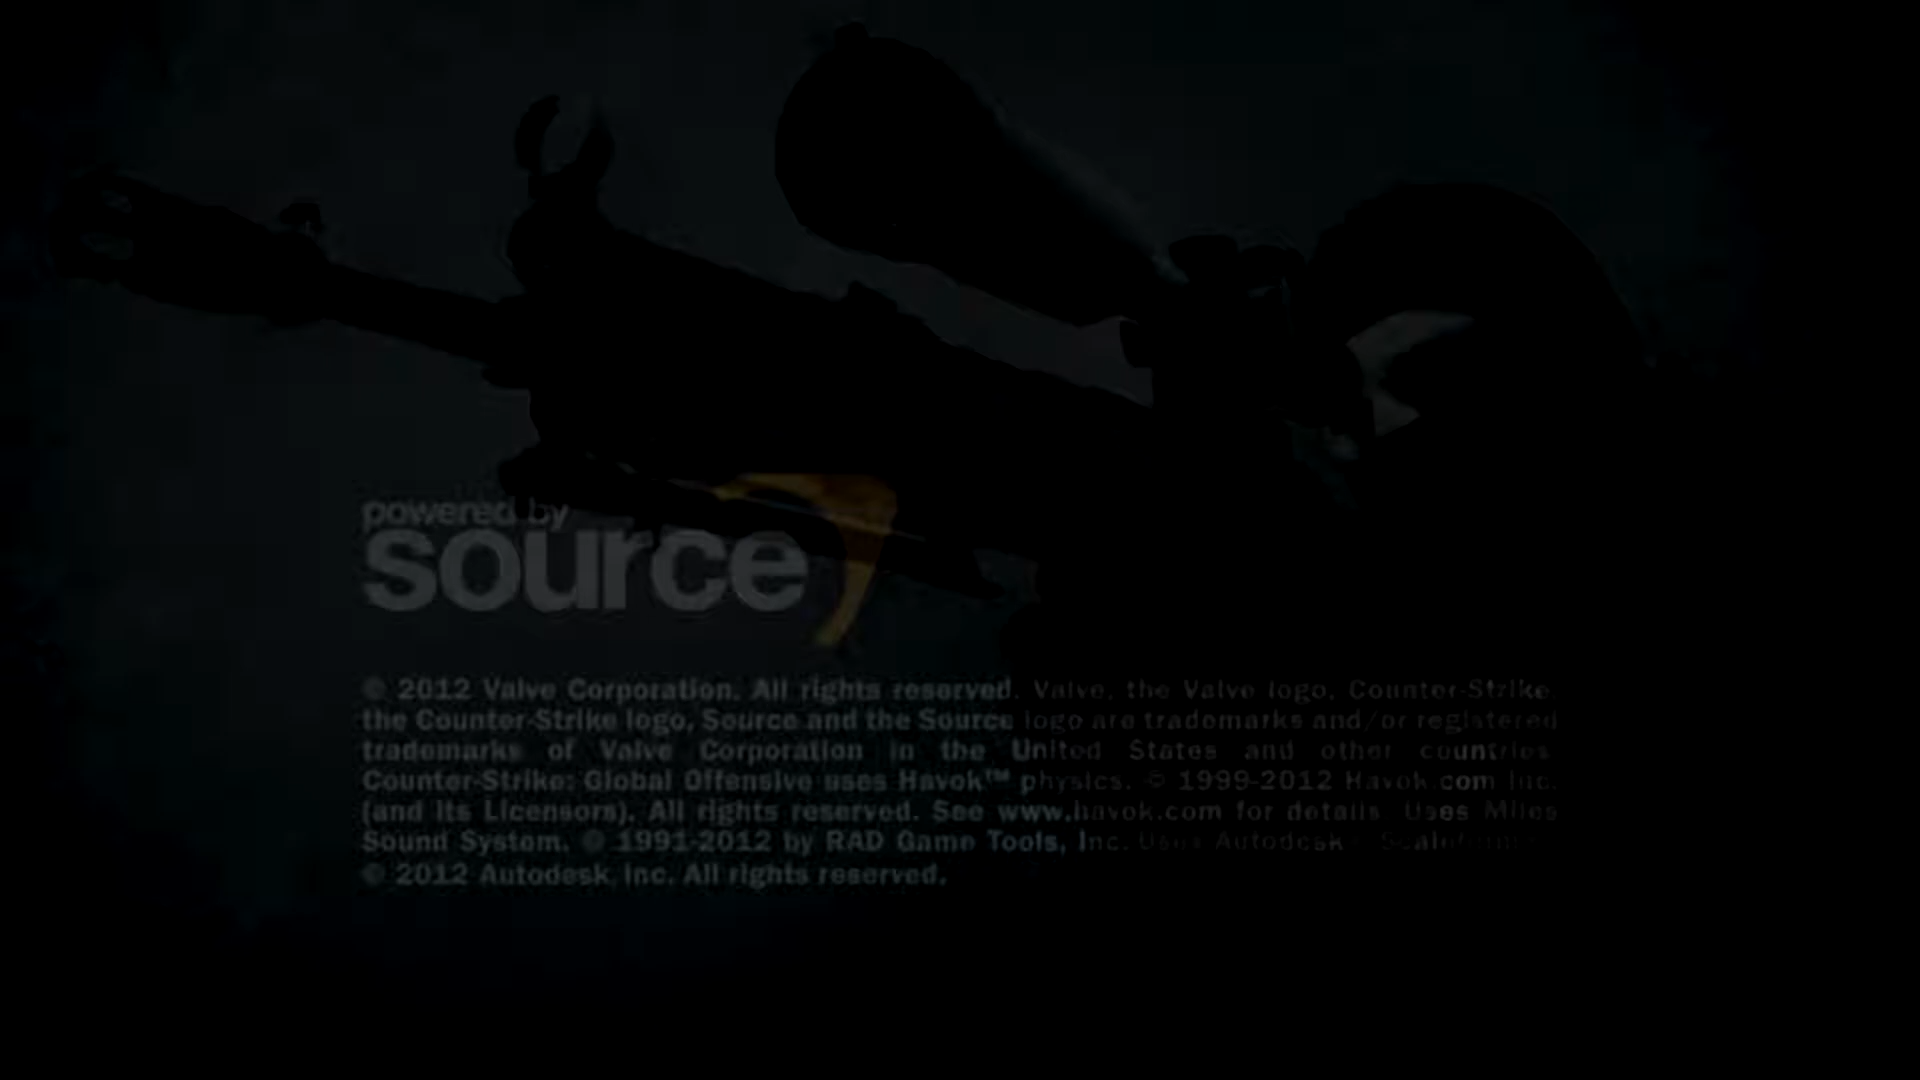 powered by
source
© 2012 Valve Corporation. All rights reserved. Valve, the Valve logo, Counter-Strike,
the Counter-Strike logo, Source and the Source logo are trademarks and/or registered
trademarks of Valve Corporation in the United States and other countries.
Counter-Strike: Global Offensive uses Havok™ physics. © 1999-2012 Havok.com Inc.
(and its Licensors). All rights reserved. See www.havok.com for details. Uses Miles
Sound System. © 1991-2012 by RAD Game Tools, Inc. Uses Autodesk® Scaleform®
© 2012 Autodesk, Inc. All rights reserved.